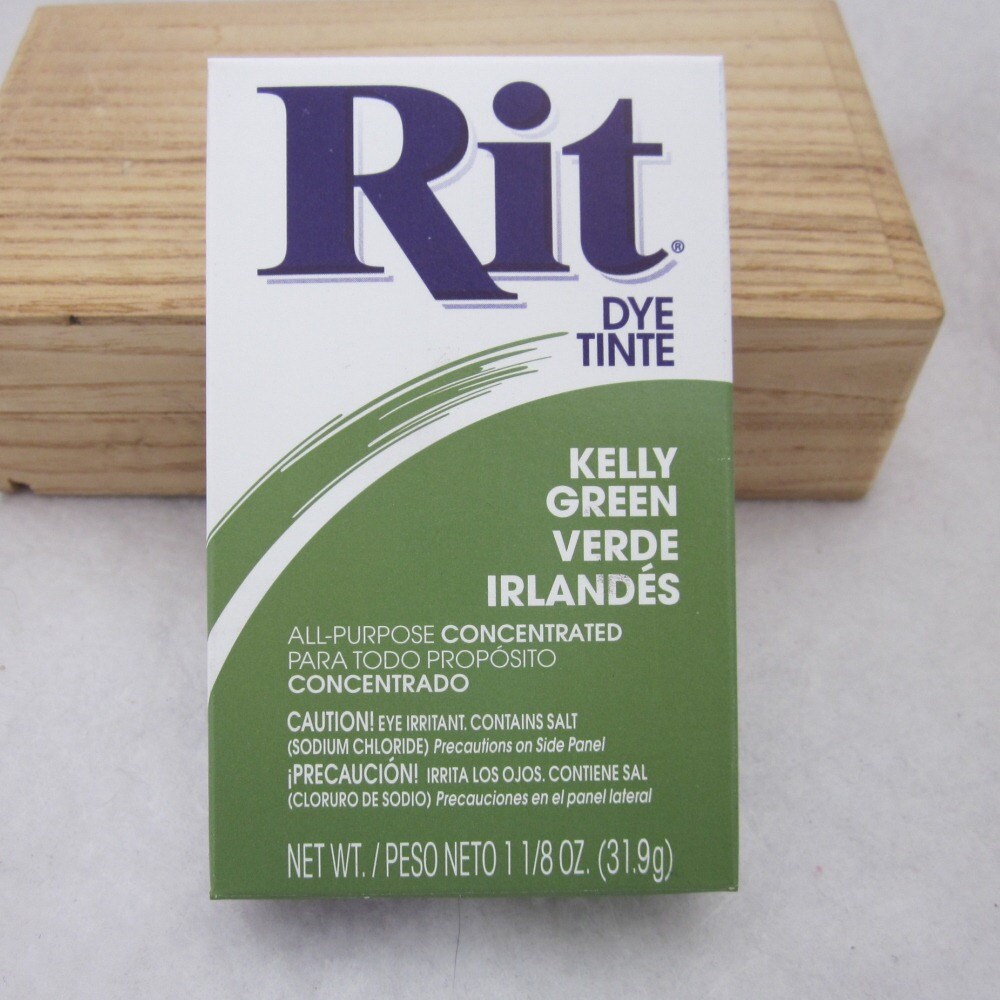 Rit®
DYE
TINTE
KELLY
GREEN
VERDE
IRLANDÉS
ALL-PURPOSE CONCENTRATED
PARA TODO PROPÓSITO
CONCENTRADO
CAUTION! EYE IRRITANT. CONTAINS SALT
(SODIUM CHLORIDE) Precautions on Side Panel
¡PRECAUCIÓN! IRRITA LOS OJOS. CONTIENE SAL
(CLORURO DE SODIO) Precauciones en el panel lateral
NET WT. / PESO NETO 1 1/8 OZ. (31.9g)